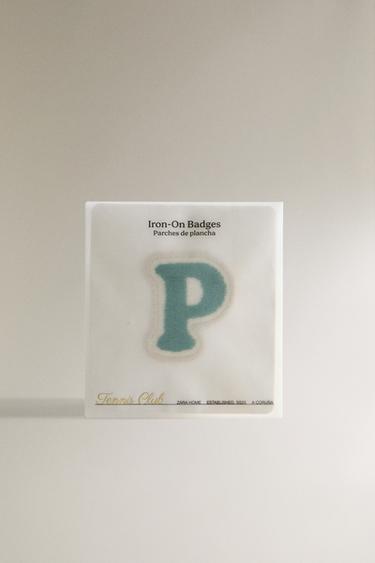 Iron-On Badges
Parches de plancha
P
Tennis Club ZARA HOME ESTABLISHED, A CORUÑA